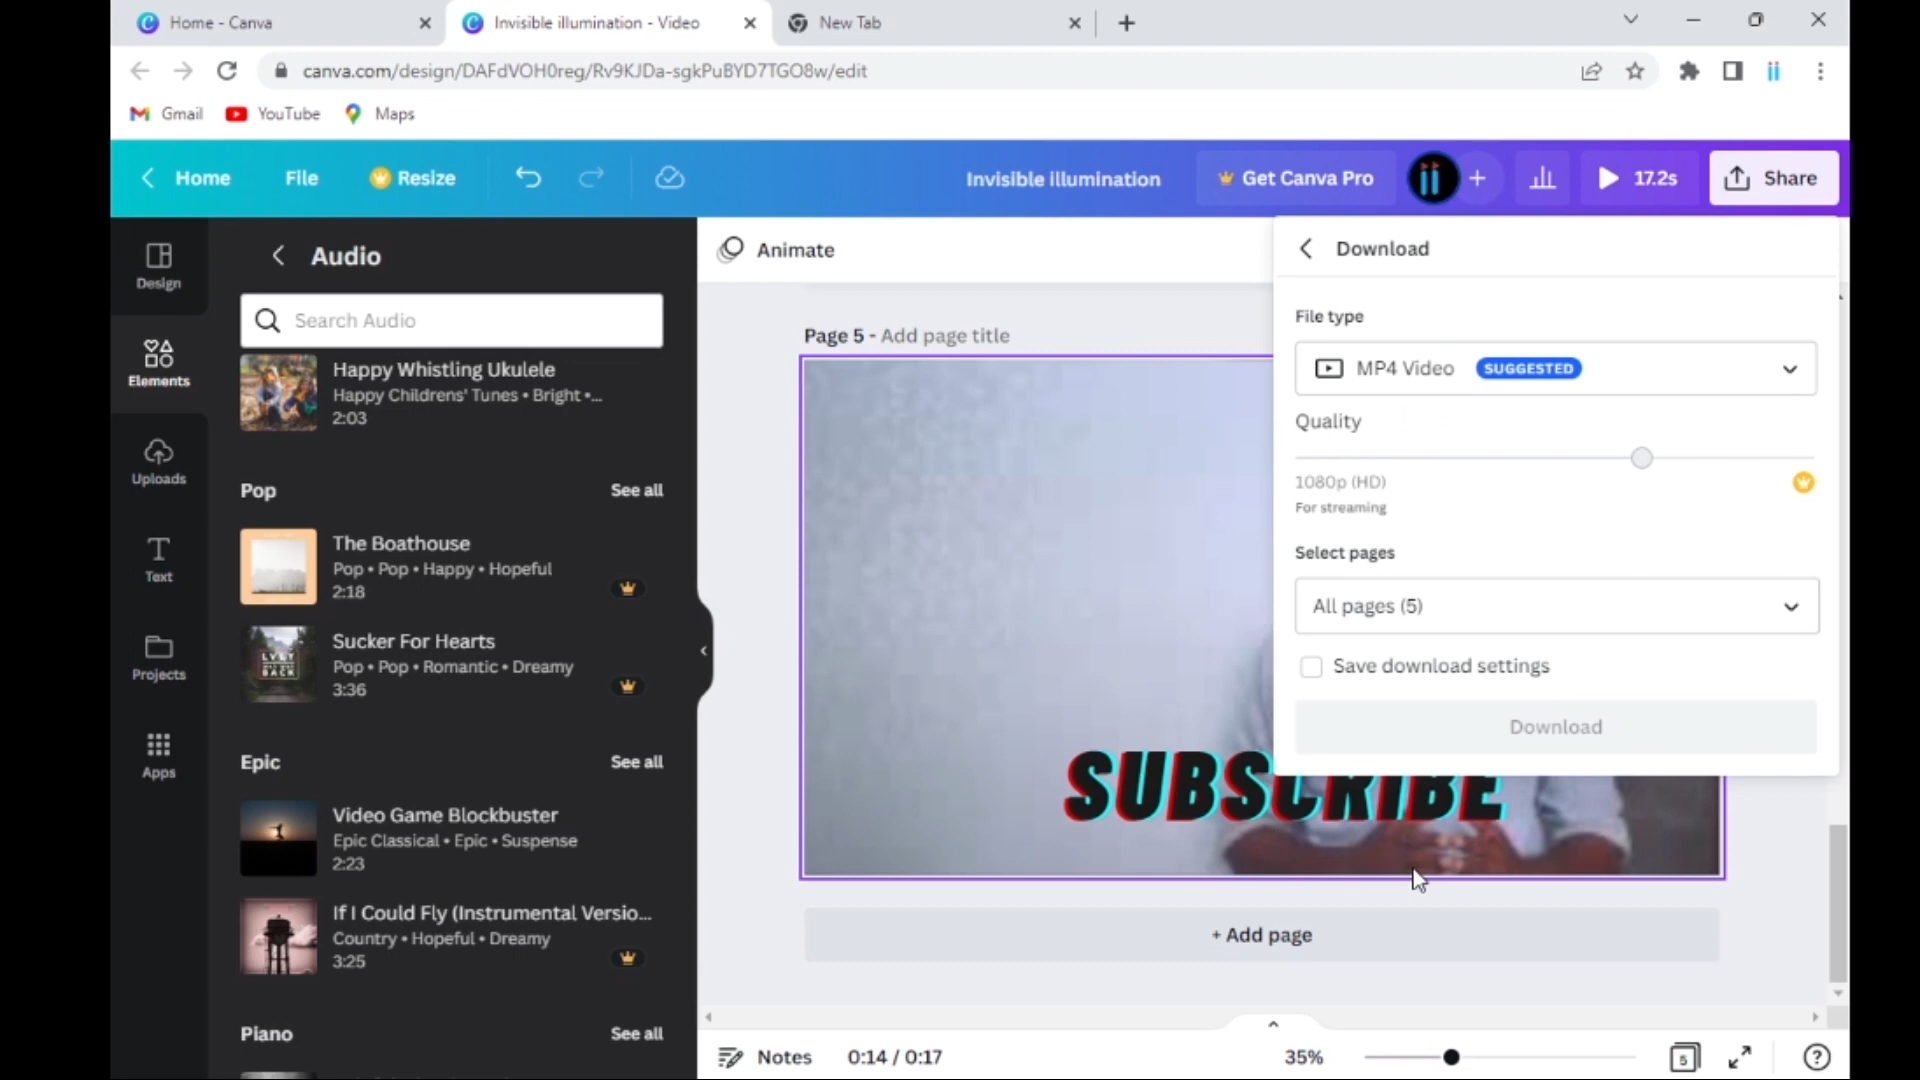 Home - Canva
Invisible illumination - Video
New Tab
canva.com/design/DAFdVOH0reg/Rv9KJDa-sgkPuBYD7TGO8w/edit
Gmail
YouTube
Maps
Home
File
Resize
Invisible illumination
Get Canva Pro
17.2s
Share
Design
Elements
Uploads
Text
Projects
Apps
Audio
Search Audio
Happy Whistling Ukulele
Happy Childrens' Tunes • Bright •...
2:03
Pop
See all
The Boathouse
Pop • Pop • Happy • Hopeful
2:18
Sucker For Hearts
Pop • Pop • Romantic • Dreamy
3:36
Epic
See all
Video Game Blockbuster
Epic Classical • Epic • Suspense
2:23
If I Could Fly (Instrumental Versio...
Country • Hopeful • Dreamy
3:25
Piano
See all
Animate
Page 5 - Add page title
SUBSCRIBE
+ Add page
Download
File type
MP4 Video
SUGGESTED
Quality
1080p (HD)
For streaming
Select pages
All pages (5)
Save download settings
Download
Notes
0:14 / 0:17
35%
5